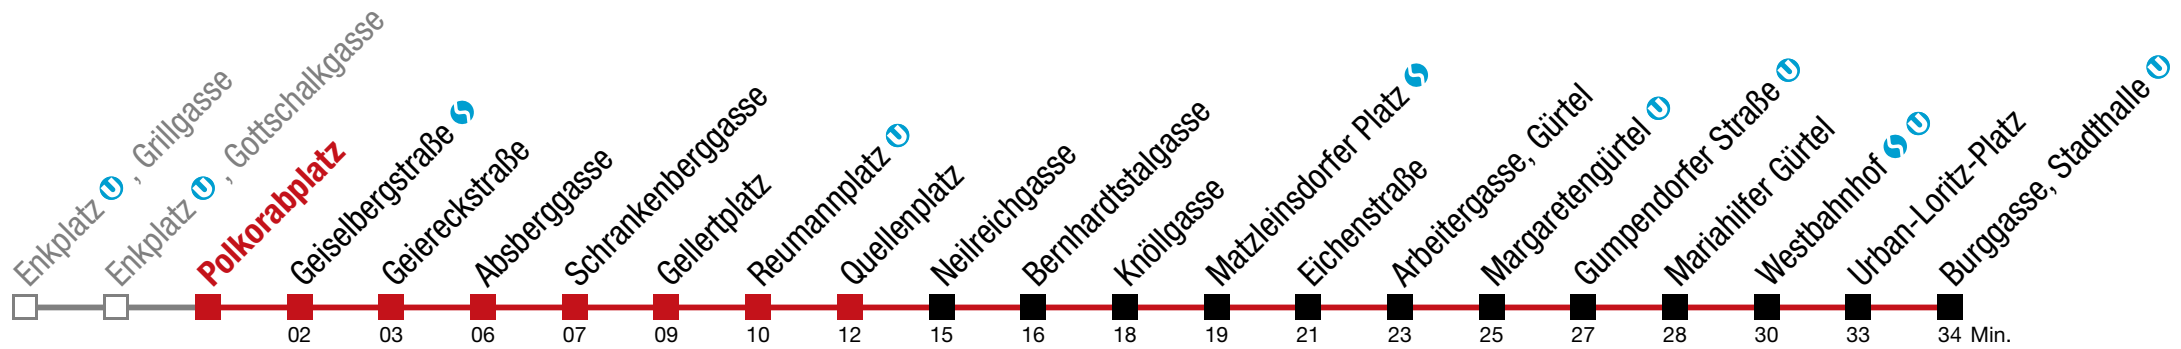 Enkplatz U , Grillgasse
Enkplatz U , Gottschalkgasse
Polkorabplatz
Geiselbergstraße S
Geiereckstraße
Absberggasse
Schrankenberggasse
Gellertplatz
Reumannplatz U
Quellenplatz
Neilreichgasse
Bernhardtstalgasse
Knöllgasse
Matzleinsdorfer Platz S
Eichenstraße
Arbeitergasse, Gürtel
Margaretengürtel U
Gumpendorfer Straße U
Mariahilfer Gürtel
Westbahnhof S U
Urban-Loritz-Platz
Burggasse, Stadthalle U
02 03 06 07 09 10 12 15 16 18 19 21 23 25 27 28 30 33 34 Min.